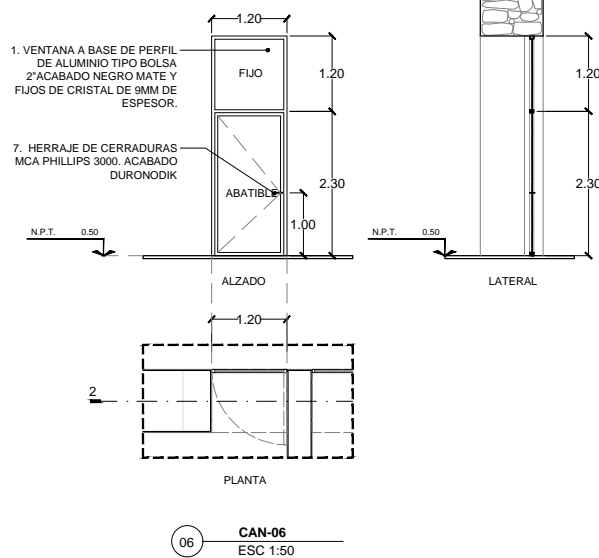 1.20
1. VENTANA A BASE DE PERFIL
DE ALUMINIO TIPO BOLSA
2"ACABADO NEGRO MATE Y
FIJOS DE CRISTAL DE 9MM DE
ESPESOR.
FIJO
1.20
7. HERRAJE DE CERRADURAS
MCA PHILLIPS 3000. ACABADO
DURONODIK
ABATIBLE
2.30
1.00
N.P.T. 0.50
ALZADO
1.20
2.30
N.P.T. 0.50
LATERAL
1.20
2
PLANTA
06
CAN-06
ESC 1:50